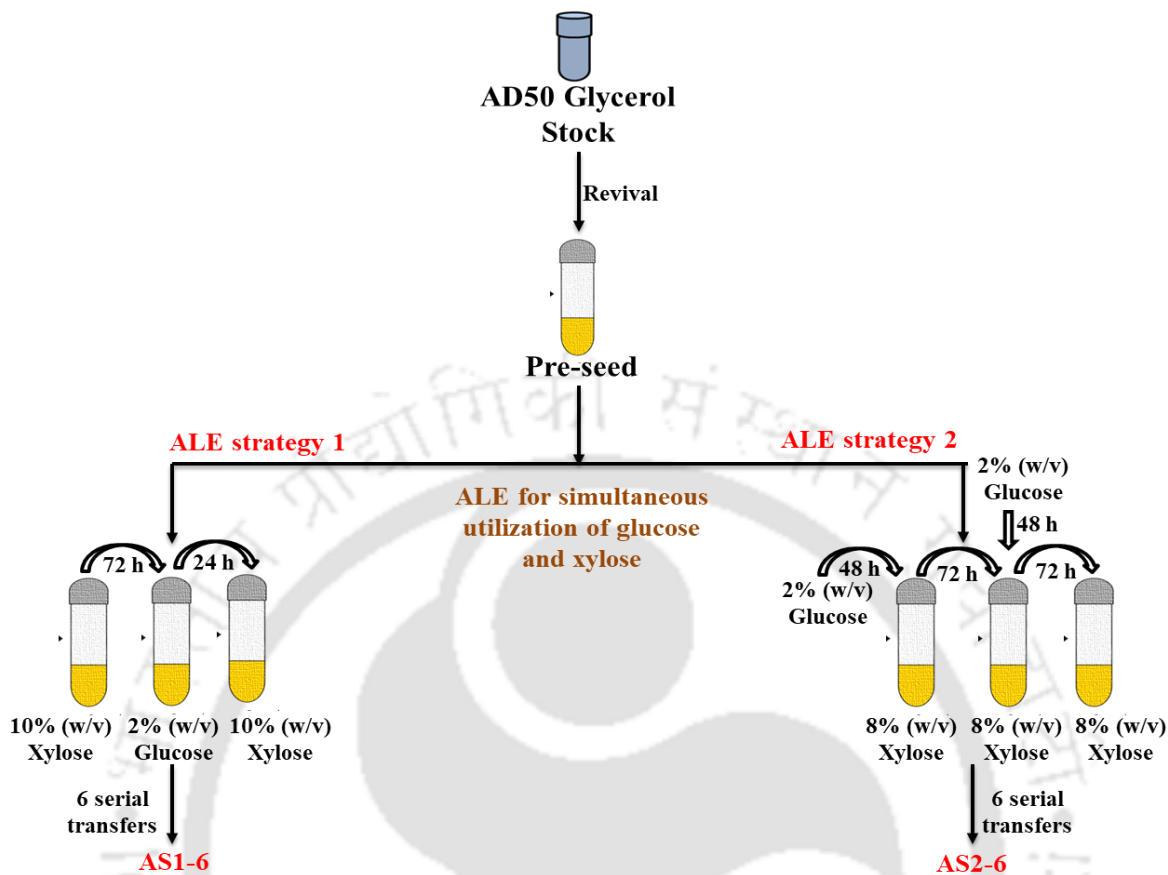 AD50 Glycerol
Stock
Revival
Pre-seed
प्रौद्योगिकी संस्थान
ALE strategy 1
ALE strategy 2
ALE for simultaneous
utilization of glucose
and xylose
72 h
24 h
10% (w/v)
Xylose
2% (w/v)
Glucose
10% (w/v)
Xylose
6 serial
transfers
AS1-6
2% (w/v)
Glucose
48 h
48 h
2% (w/v)
Glucose
72 h
72 h
8% (w/v)
Xylose
8% (w/v)
Xylose
8% (w/v)
Xylose
6 serial
transfers
AS2-6